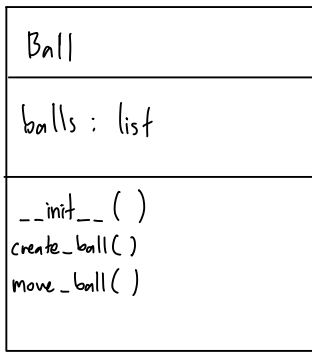 Ball
balls : list
__init__ ( )
create_ball( )
move_ball( )